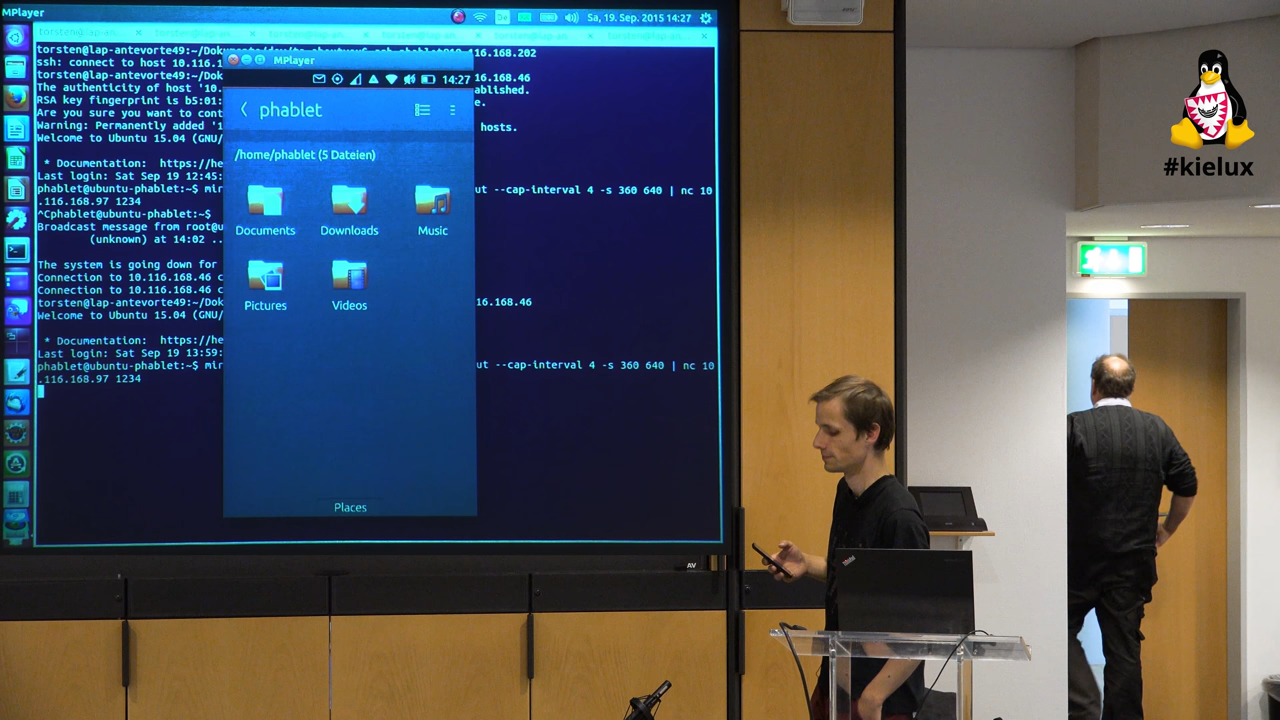 MPlayer
De
Sa, 19. Sep. 2015 14:27
torsten@lap-antevorte49:~/Dok
.116.168.202
ssh: connect to host 10.116.1
torsten@lap-antevorte49:~/Dok
16.168.46
The authenticity of host '10.
ablished.
RSA key fingerprint is b5:01:
e.
Are you sure you want to cont
Warning: Permanently added '1
hosts.
Welcome to Ubuntu 15.04 (GNU/
* Documentation: https://he
Last login: Sat Sep 19 12:45:
phablet@ubuntu-phablet:~$ mir
ut --cap-interval 4 -s 360 640 | nc 10
.116.168.97 1234
^Cphablet@ubuntu-phablet:~$
Broadcast message from root@u
(unknown) at 14:02 ..
The system is going down for
Connection to 10.116.168.46 c
Connection to 10.116.168.46 c
torsten@lap-antevorte49:~/Dok
16.168.46
Welcome to Ubuntu 15.04 (GNU/
* Documentation: https://he
Last login: Sat Sep 19 13:59:
phablet@ubuntu-phablet:~$ mir
ut --cap-interval 4 -s 360 640 | nc 10
.116.168.97 1234
MPlayer
14:27
phablet
/home/phablet (5 Dateien)
Documents
Downloads
Music
Pictures
Videos
Places
AV
ThinkPad
#kielux